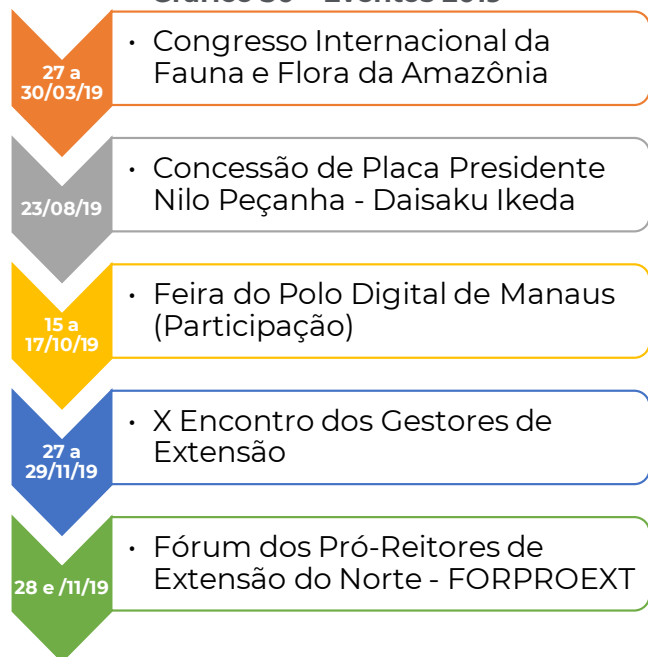 27 a
30/03/19
• Congresso Internacional da
Fauna e Flora da Amazônia
23/08/19
• Concessão de Placa Presidente
Nilo Peçanha - Daisaku Ikeda
15 a
17/10/19
• Feira do Polo Digital de Manaus
(Participação)
27 a
29/11/19
• X Encontro dos Gestores de
Extensão
28 e /11/19
• Fórum dos Pró-Reitores de
Extensão do Norte - FORPROEXT